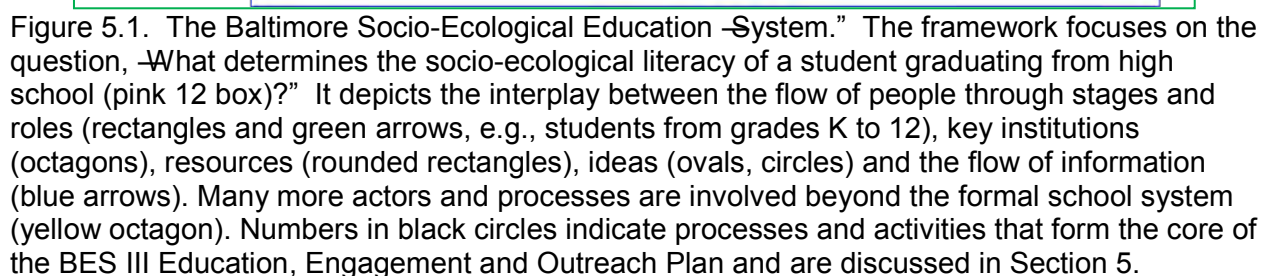 Figure 5.1.  The Baltimore Socio-Ecological Education ―System.”  The framework focuses on the
question, ―What determines the socio-ecological literacy of a student graduating from high
school (pink 12 box)?”  It depicts the interplay between the flow of people through stages and
roles (rectangles and green arrows, e.g., students from grades K to 12), key institutions
(octagons), resources (rounded rectangles), ideas (ovals, circles) and the flow of information
(blue arrows). Many more actors and processes are involved beyond the formal school system
(yellow octagon). Numbers in black circles indicate processes and activities that form the core of
the BES III Education, Engagement and Outreach Plan and are discussed in Section 5.